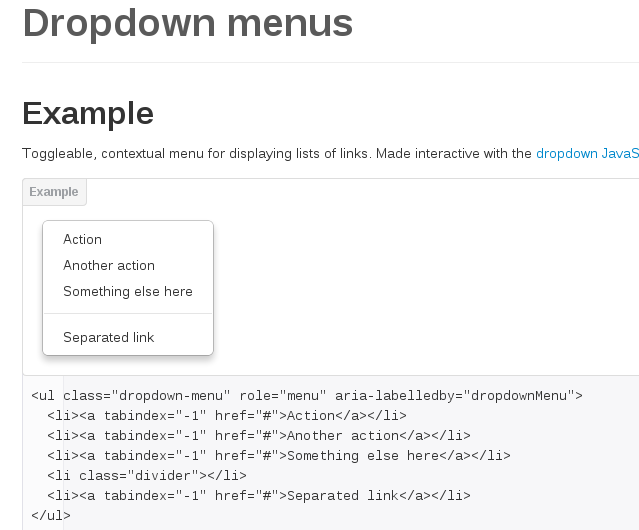 Dropdown menus
Example
Toggleable, contextual menu for displaying lists of links. Made interactive with the dropdown JavaS
Example
Action
Another action
Something else here
Separated link
<ul class="dropdown-menu" role="menu" aria-labelledby="dropdownMenu">
  <li><a tabindex="-1" href="#">Action</a></li>
  <li><a tabindex="-1" href="#">Another action</a></li>
  <li><a tabindex="-1" href="#">Something else here</a></li>
  <li class="divider"></li>
  <li><a tabindex="-1" href="#">Separated link</a></li>
</ul>